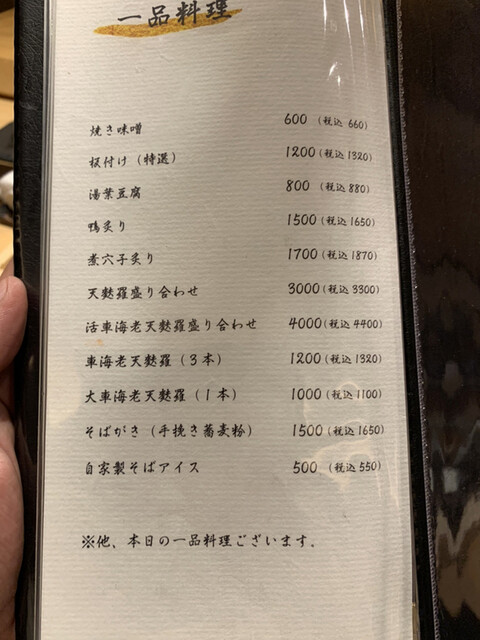 一品料理
焼き味噌 600 (税込 660)
板付け (特選) 1200 (税込 1320)
湯葉豆腐 800 (税込 880)
鴨炙り 1500 (税込 1650)
煮穴子炙り 1700 (税込 1870)
天麩羅盛り合わせ 3000 (税込 3300)
活車海老天麩羅盛り合わせ 4000 (税込 4400)
車海老天麩羅 (3本) 1200 (税込 1320)
大車海老天麩羅 (1本) 1000 (税込 1100)
そばがき (手挽き蕎麦粉) 1500 (税込 1650)
自家製そばアイス 500 (税込 550)
※他、本日の一品料理ございます。